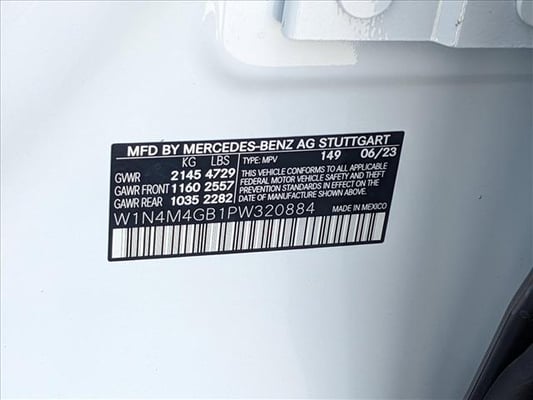 MFD BY MERCEDES-BENZ AG STUTTGART
KG LBS TYPE: MPV 149 06/23
GVWR 2145 4729 THIS VEHICLE CONFORMS TO ALL APPLICABLE
GAWR FRONT 1160 2557 FEDERAL MOTOR VEHICLE SAFETY AND THEFT
GAWR REAR 1035 2282 PREVENTION STANDARDS IN EFFECT ON THE DATE OF MANUFACTURE SHOWN ABOVE.
W1N4M4GB1PW320884 MADE IN MEXICO